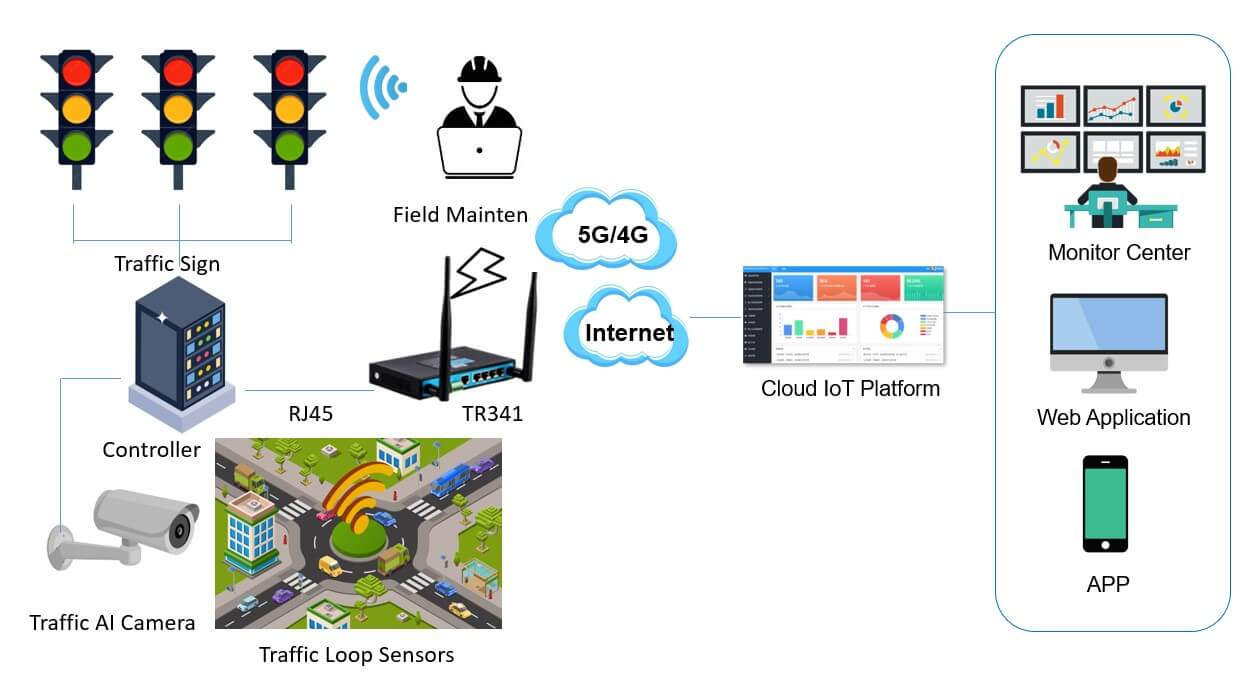 Field Mainten
5G/4G
Traffic Sign
Monitor Center
Internet
Cloud IoT Platform
RJ45
TR341
Web Application
Controller
APP
Traffic AI Camera
Traffic Loop Sensors